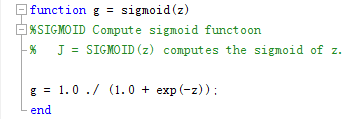 function g = sigmoid(z)
%SIGMOID Compute sigmoid functoon
%   J = SIGMOID(z) computes the sigmoid of z.
g = 1.0 ./ (1.0 + exp(-z));
end